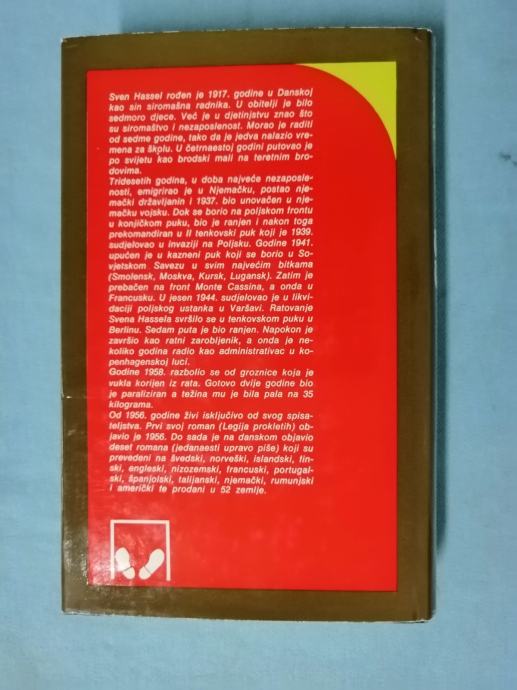 Sven Hassel rođen je 1917. godine u Danskoj
kao sin siromašna radnika. U obitelji je bilo
sedmoro djece. Već je u djetinjstvu znao što
su siromaštvo i nezaposlenost. Morao je raditi
od sedme godine, tako da je jedva nalazio vre-
mena za školu. U četrnaestoj godini putovao je
po svijetu kao brodski mali na teretnim bro-
dovima.
Tridesetih godina, u doba najveće nezaposle-
nosti, emigrirao je u Njemačku, postao nje-
mački državljanin i 1937. bio unovačen u nje-
mačku vojsku. Dok se borio na poljskom frontu
u konjičkom puku, bio je ranjen i nakon toga
prekomandiran u II tenkovski puk koji je 1939.
sudjelovao u invaziji na Poljsku. Godine 1941.
upućen je u kazneni puk koji se borio u So-
vjetskom Savezu u svim najvećim bitkama
(Smolensk, Moskva, Kursk, Lugansk). Zatim je
prebačen na front Monte Cassina, a onda u
Francusku. U jesen 1944. sudjelovao je u likvi-
daciji poljskog ustanka u Varšavi. Ratovanje
Svena Hassela svršilo se u tenkovskom puku u
Berlinu. Sedam puta je bio ranjen. Napokon je
završio kao ratni zarobljenik, a onda je ne-
koliko godina radio kao administrativac u ko-
penhagenskoj luci.
Godine 1958. razbolio se od groznice koja je
vukla korijen iz rata. Gotovo dvije godine bio
je paraliziran a težina mu je bila pala na 35
kilograma.
Od 1956. godine živi isključivo od svog spisa-
teljstva. Prvi svoj roman (Legija prokletih) ob-
javio je 1956. Do sada je na danskom objavio
deset romana (jedanaesti upravo piše) koji su
prevedeni na švedski, norveški, islandski, fin-
ski, engleski, nizozemski, francuski, portugal-
ski, španjolski, talijanski, njemački, rumunjski
i američki te prodani u 52 zemlje.